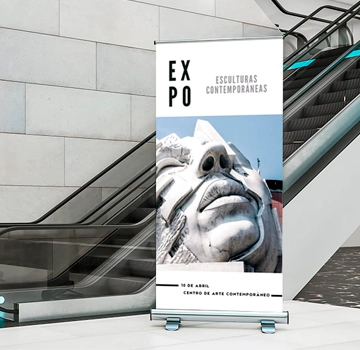 EX
PO
ESCULTURAS
CONTEMPORÁNEAS
10 DE ABRIL
CENTRO DE ARTE CONTEMPORÁNEO